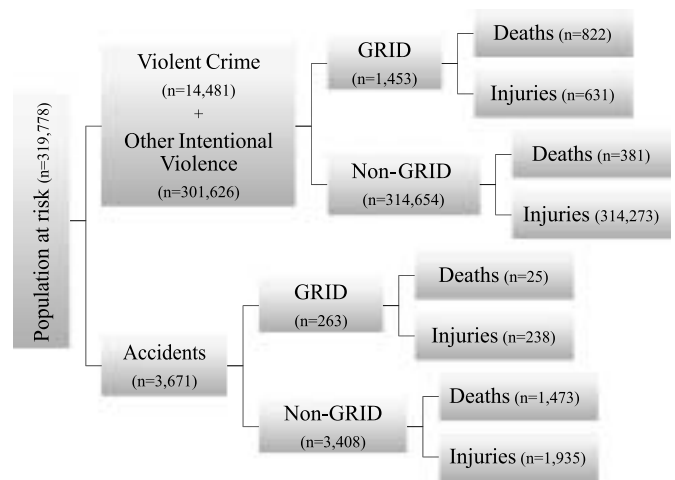 Population at risk (n=319,778)
Violent Crime
(n=14,481)
+
Other Intentional
Violence
(n=301,626)
GRID
(n=1,453)
Deaths (n=822)
Injuries (n=631)
Non-GRID
(n=314,654)
Deaths (n=381)
Injuries (314,273)
Accidents
(n=3,671)
GRID
(n=263)
Deaths (n=25)
Injuries (n=238)
Non-GRID
(n=3,408)
Deaths (n=1,473)
Injuries (n=1,935)